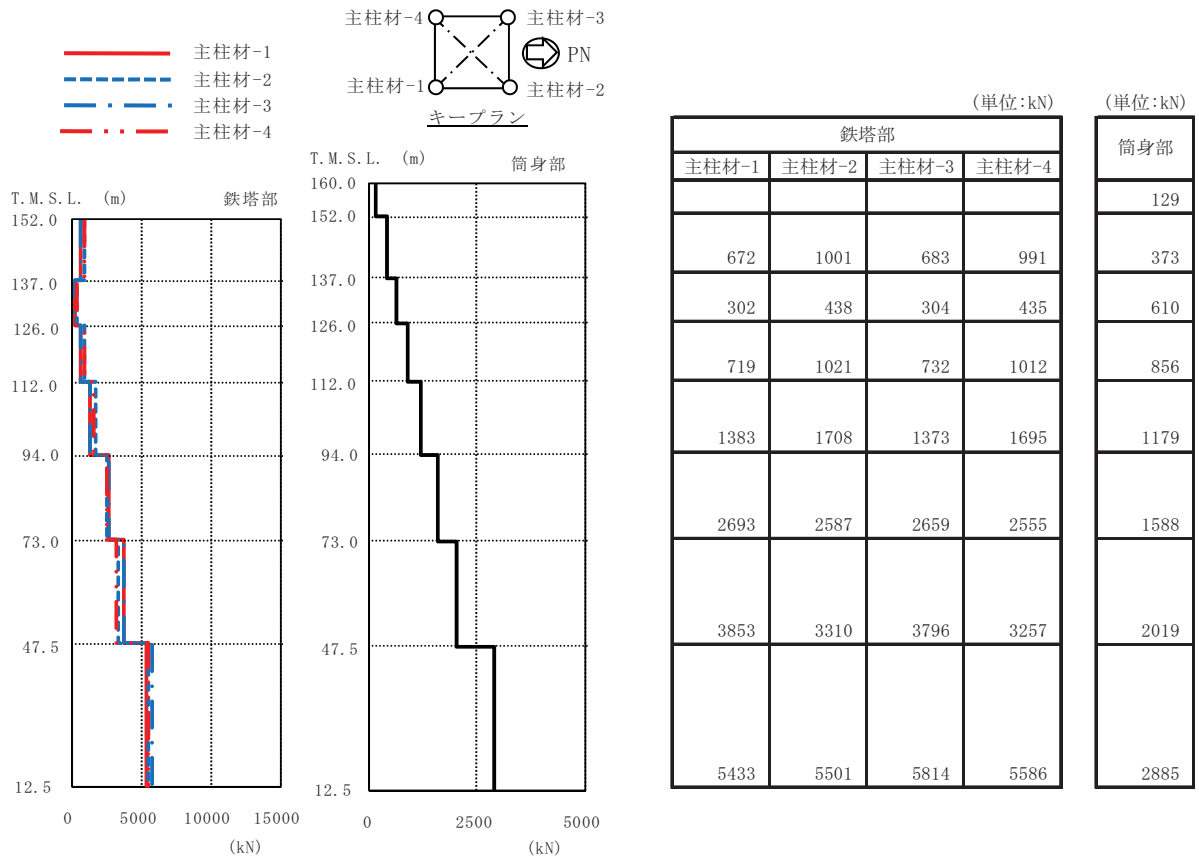 主柱材-1
主柱材-2
主柱材-3
主柱材-4
主柱材-4
主柱材-3
主柱材-1
主柱材-2
PN
キープラン
T.M.S.L. (m) 鉄塔部
152.0
137.0
126.0
112.0
94.0
73.0
47.5
12.5
0 5000 10000 15000
(kN)
T.M.S.L. (m) 筒身部
160.0
152.0
137.0
126.0
112.0
94.0
73.0
47.5
12.5
0 2500 5000
(kN)
(単位:kN) (単位:kN)
鉄塔部 筒身部
主柱材-1 主柱材-2 主柱材-3 主柱材-4
129
672 1001 683 991 373
302 438 304 435 610
719 1021 732 1012 856
1383 1708 1373 1695 1179
2693 2587 2659 2555 1588
3853 3310 3796 3257 2019
5433 5501 5814 5586 2885